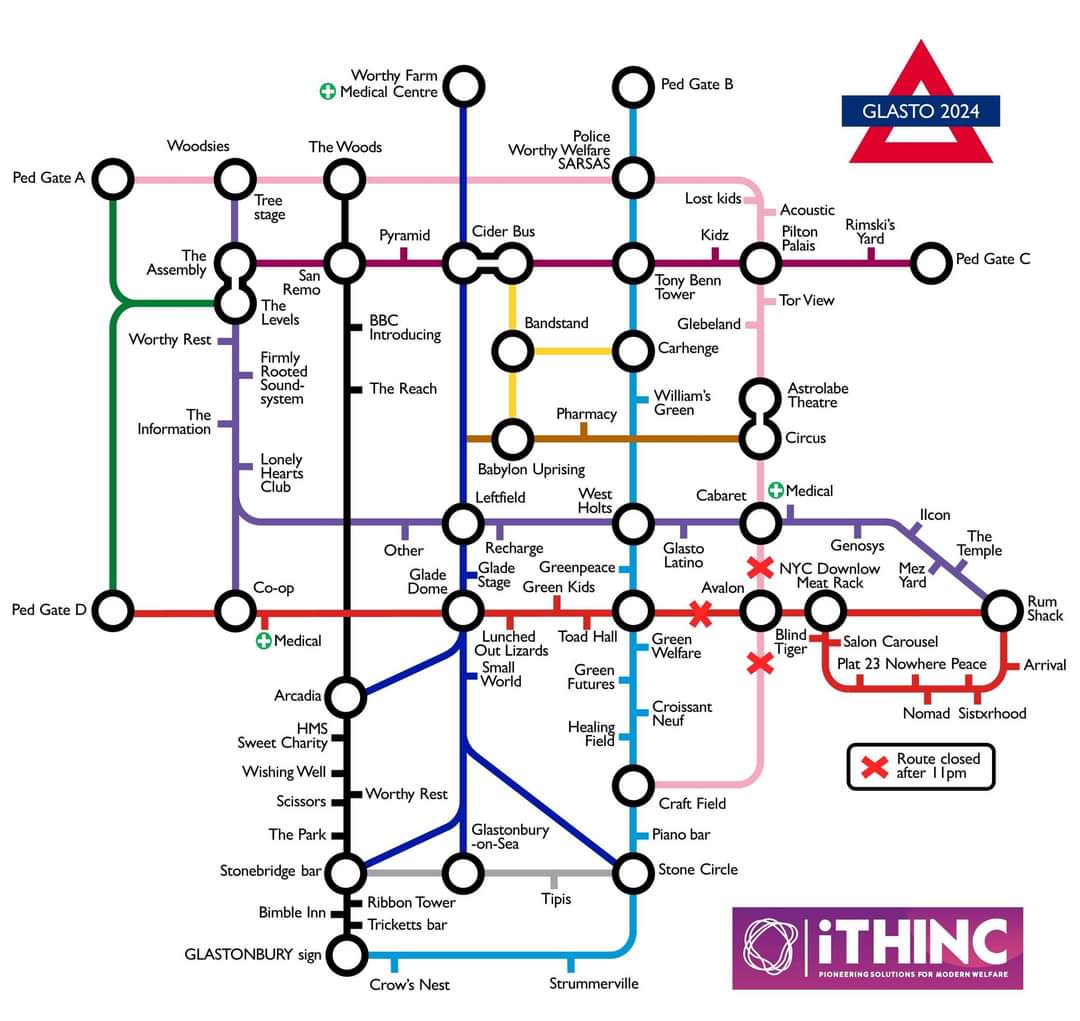 Worthy Farm
Medical Centre
Ped Gate B
GLASTO 2024
Police
Worthy Welfare
SARSAS
Woodsies
The Woods
Ped Gate A
Tree
stage
Lost kids
Acoustic
Pyramid
Cider Bus
Kidz
Pilton
Palais
Rimski's
Yard
The
Assembly
San
Remo
Tony Benn
Tower
Ped Gate C
The
Levels
Tor View
Worthy Rest
BBC
Introducing
Bandstand
Glebeland
Carhenge
Firmly
Rooted
Sound-
system
The Reach
William's
Green
Astrolabe
Theatre
The
Information
Pharmacy
Circus
Lonely
Hearts
Club
Babylon Uprising
Leftfield
West
Holts
Cabaret
Medical
Ilcon
Other
Recharge
Glasto
Latino
Genosys
The
Temple
Mez
Yard
Glade
Dome
Glade
Stage
Greenpeace
NYC Downlow
Meat Rack
Co-op
Green Kids
Avalon
Ped Gate D
Rum
Shack
Medical
Lunched
Out Lizards
Toad Hall
Green
Welfare
Blind
Tiger
Salon Carousel
Small
World
Green
Futures
Plat 23 Nowhere Peace
Arrival
Arcadia
Croissant
Neuf
Nomad Sistxrhood
HMS
Sweet Charity
Healing
Field
Wishing Well
Route closed
after 11pm
Scissors
Worthy Rest
Craft Field
The Park
Glastonbury
-on-Sea
Piano bar
Stonebridge bar
Stone Circle
Ribbon Tower
Tipis
Bimble Inn
Tricketts bar
GLASTONBURY sign
Crow's Nest
Strummerville
iTHINC
PIONEERING SOLUTIONS FOR MODERN WELFARE